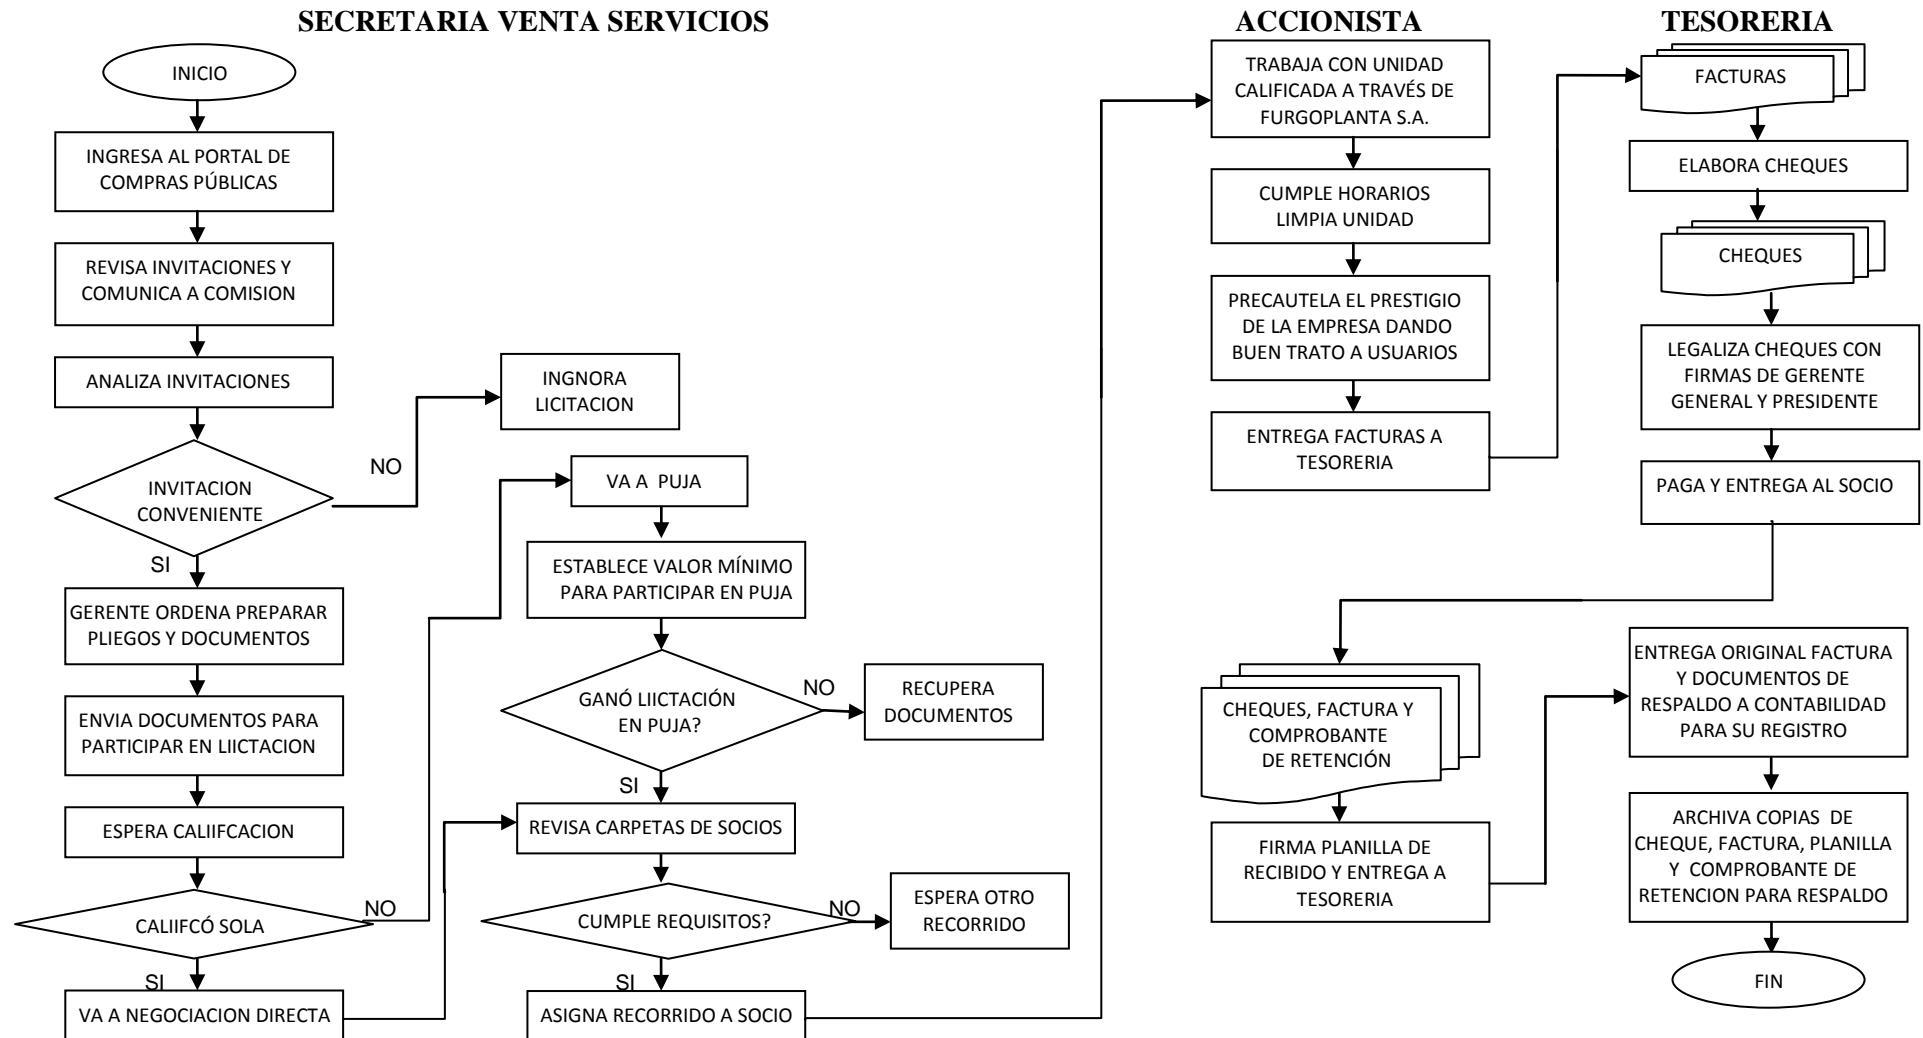 SECRETARIA VENTA SERVICIOS
INICIO
INGRESA AL PORTAL DE
COMPRAS PÚBLICAS
REVISA INVITACIONES Y
COMUNICA A COMISION
ANALIZA INVITACIONES
INVITACION
CONVENIENTE
NO
INGNORA
LICITACION
SI
GERENTE ORDENA PREPARAR
PLIEGOS Y DOCUMENTOS
ENVIA DOCUMENTOS PARA
PARTICIPAR EN LIICTACION
ESPERA CALIIFCACION
CALIIFCÓ SOLA
NO
SI
VA A NEGOCIACION DIRECTA
VA A PUJA
ESTABLECE VALOR MÍNIMO
PARA PARTICIPAR EN PUJA
GANÓ LIICTACIÓN
EN PUJA?
NO
RECUPERA
DOCUMENTOS
SI
REVISA CARPETAS DE SOCIOS
CUMPLE REQUISITOS?
NO
ESPERA OTRO
RECORRIDO
SI
ASIGNA RECORRIDO A SOCIO
ACCIONISTA
TRABAJA CON UNIDAD
CALIFICADA A TRAVÉS DE
FURGOPLANTA S.A.
CUMPLE HORARIOS
LIMPIA UNIDAD
PRECAUTELA EL PRESTIGIO
DE LA EMPRESA DANDO
BUEN TRATO A USUARIOS
ENTREGA FACTURAS A
TESORERIA
TESORERIA
FACTURAS
ELABORA CHEQUES
CHEQUES
LEGALIZA CHEQUES CON
FIRMAS DE GERENTE
GENERAL Y PRESIDENTE
PAGA Y ENTREGA AL SOCIO
CHEQUES, FACTURA Y
COMPROBANTE
DE RETENCIÓN
FIRMA PLANILLA DE
RECIBIDO Y ENTREGA A
TESORERIA
ENTREGA ORIGINAL FACTURA
Y DOCUMENTOS DE
RESPALDO A CONTABILIDAD
PARA SU REGISTRO
ARCHIVA COPIAS DE
CHEQUE, FACTURA, PLANILLA
Y COMPROBANTE DE
RETENCION PARA RESPALDO
FIN